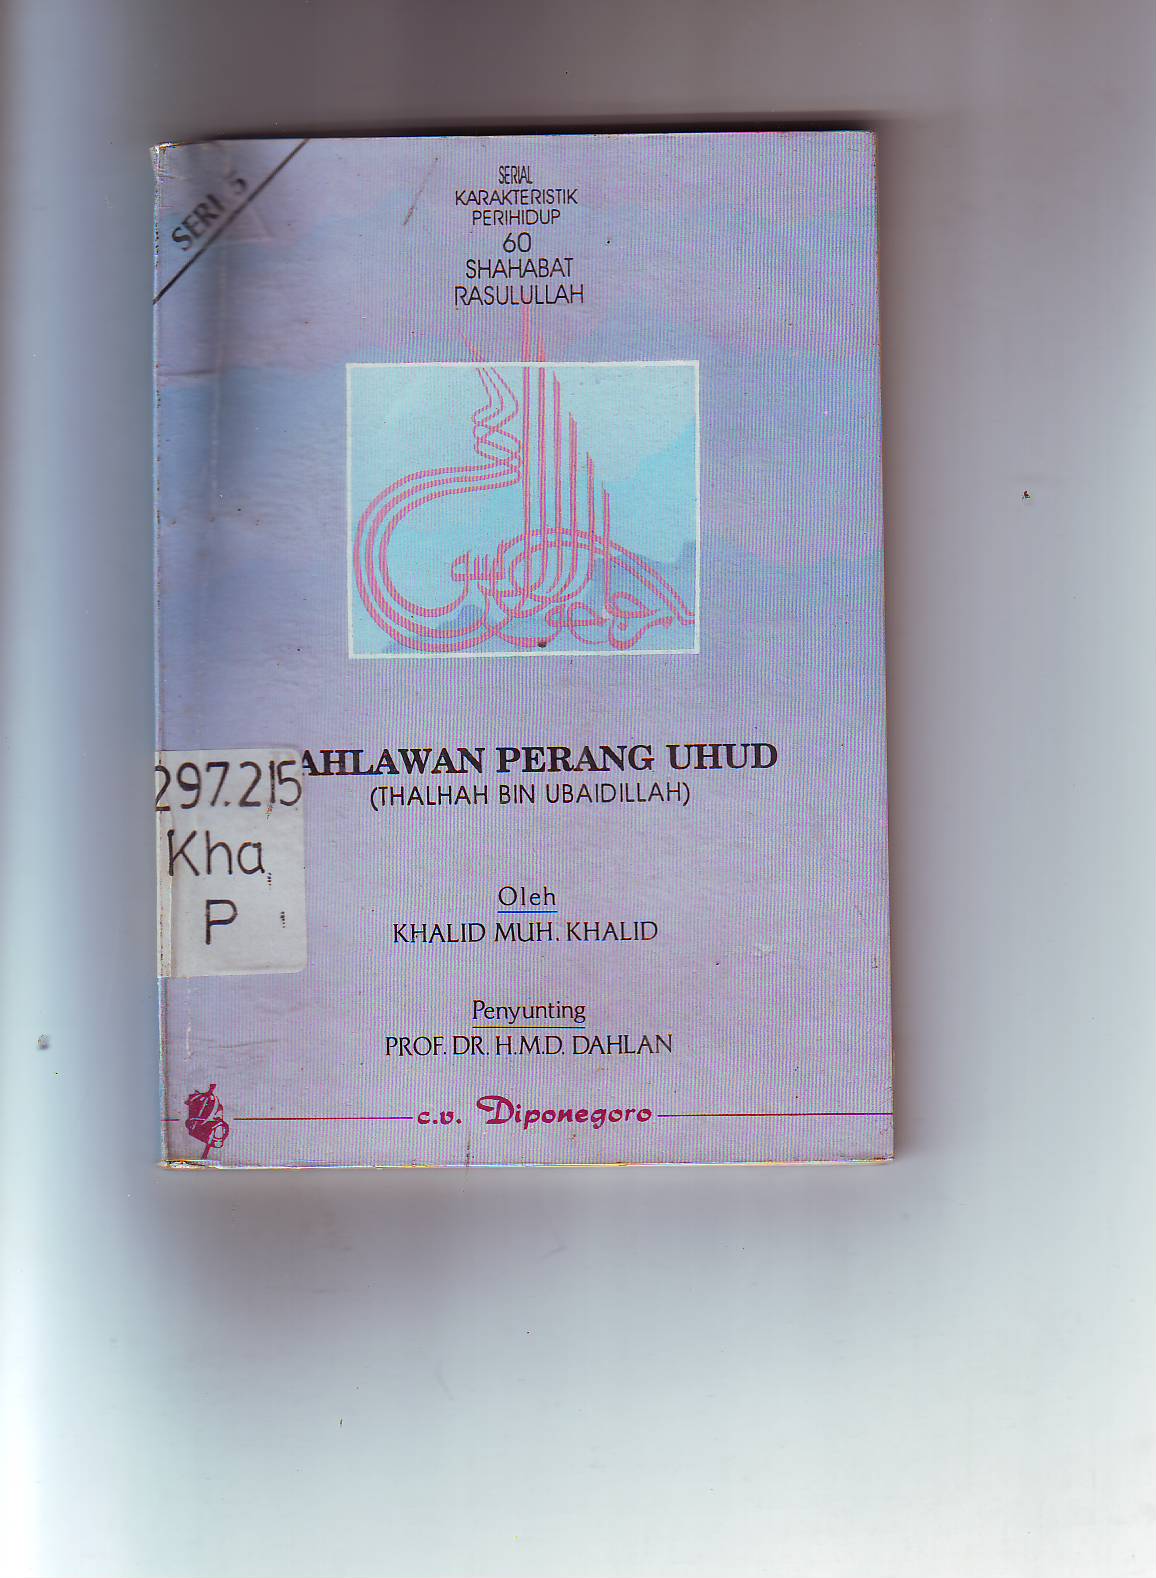 SERI 5
SERIAL
KARAKTERISTIK
PERIHIDUP
60
SHAHABAT
RASULULLAH
AHLAWAN PERANG UHUD
(THALHAH BIN UBAIDILLAH)
297.215
Kha
P
Oleh
KHALID MUH. KHALID
Penyunting
PROF. DR. H.M.D. DAHLAN
c.v. Diponegoro